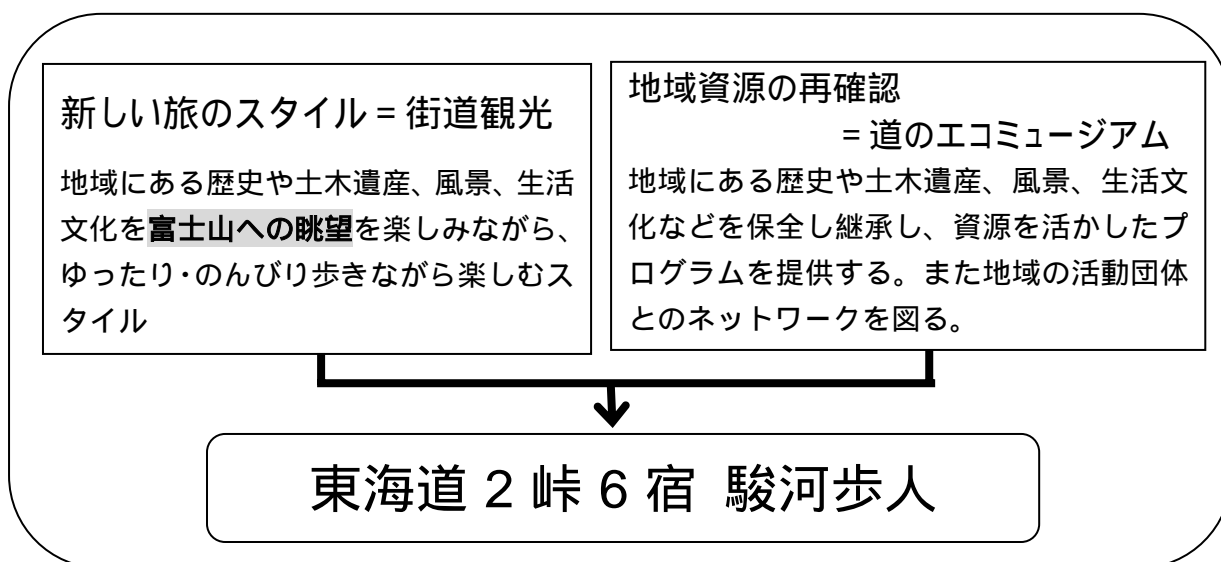 新しい旅のスタイル = 街道観光
地域にある歴史や土木遺産、風景、生活
文化を富士山への眺望を楽しみながら、
ゆったり・のんびり歩きながら楽しむス
タイル
地域資源の再確認
= 道のエコミュージアム
地域にある歴史や土木遺産、風景、生活文
化などを保全し継承し、資源を活かしたプ
ログラムを提供する。また地域の活動団体
とのネットワークを図る。
東海道 2 峠 6 宿 駿河歩人